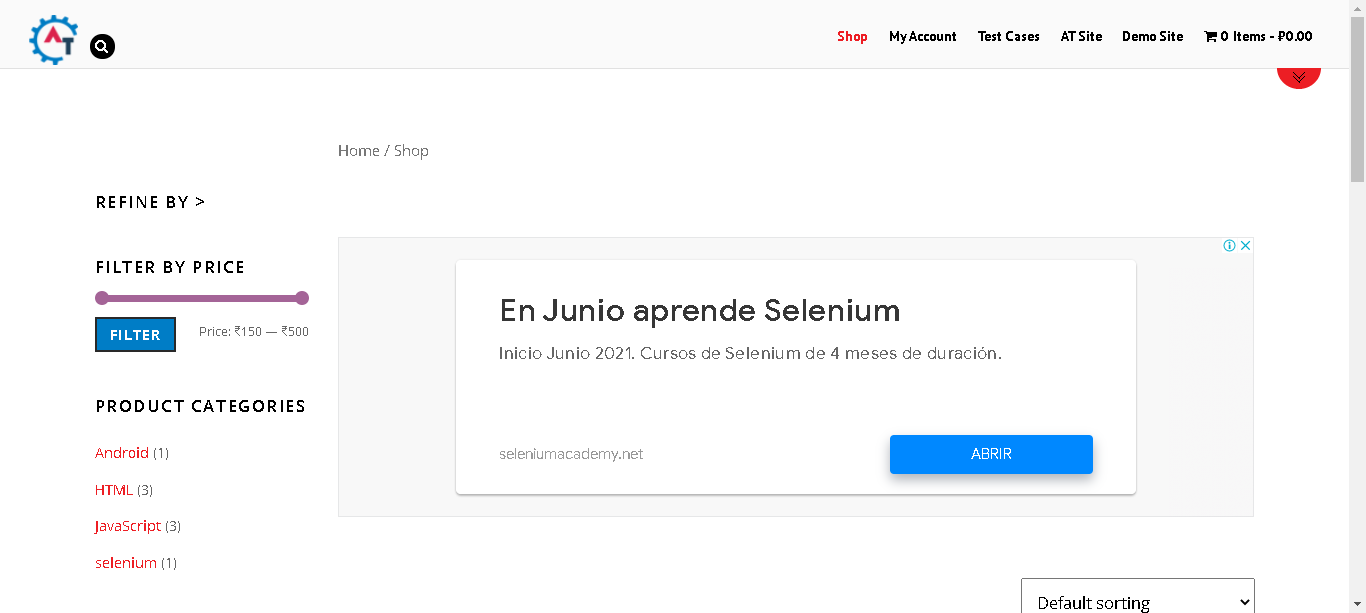 AT
Shop My Account Test Cases AT Site Demo Site 0 Items - ₽0.00
Home / Shop
REFINE BY >
FILTER BY PRICE
FILTER Price: ₹150 — ₹500
PRODUCT CATEGORIES
Android (1)
HTML (3)
JavaScript (3)
selenium (1)
En Junio aprende Selenium
Inicio Junio 2021. Cursos de Selenium de 4 meses de duración.
seleniumacademy.net ABRIR
Default sorting